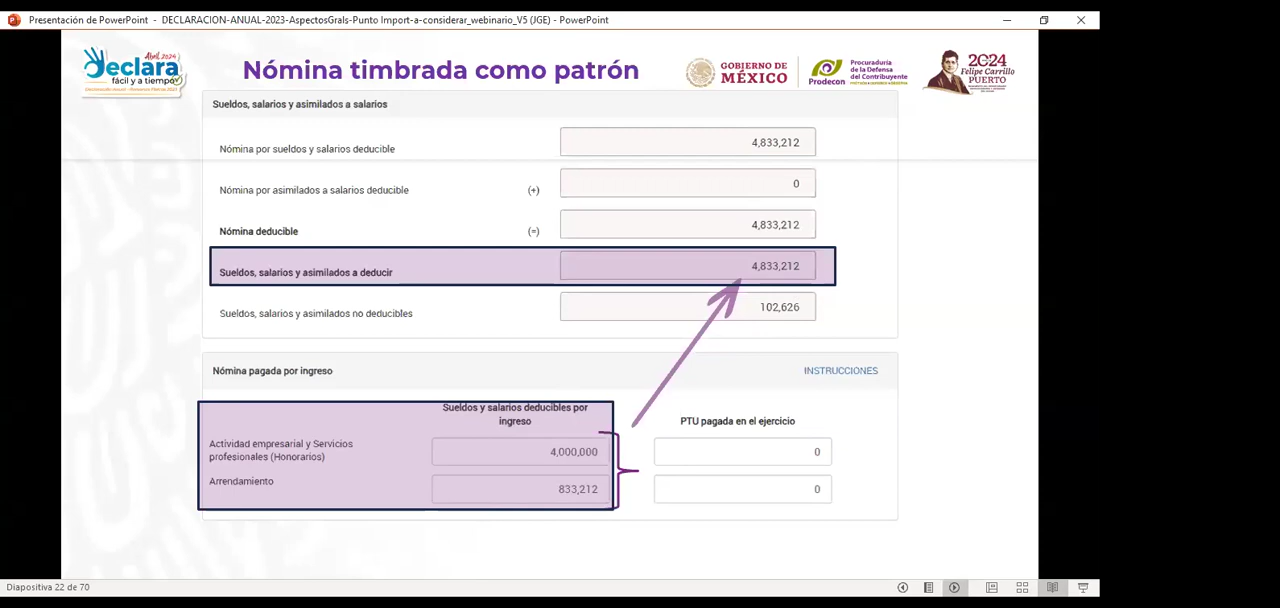 Presentación de PowerPoint - DECLARACION-ANUAL-2023-AspectosGrals-Punto Import-a-considerar_webinario_V5 (JGE) - PowerPoint
Abril 2024
Declara
fácil y a tiempo
Nómina timbrada como patrón
GOBIERNO DE
MÉXICO
Procuraduría
de la Defensa
del Contribuyente
Prodecon
2024
Felipe Carrillo
PUERTO
Sueldos, salarios y asimilados a salarios
Nómina por sueldos y salarios deducible
4,833,212
Nómina por asimilados a salarios deducible
(+)
0
Nómina deducible
(=)
4,833,212
Sueldos, salarios y asimilados a deducir
4,833,212
Sueldos, salarios y asimilados no deducibles
102,626
Nómina pagada por ingreso
INSTRUCCIONES
Sueldos y salarios deducibles por
ingreso
PTU pagada en el ejercicio
Actividad empresarial y Servicios
profesionales (Honorarios)
4,000,000
0
Arrendamiento
833,212
0
Diapositiva 22 de 70